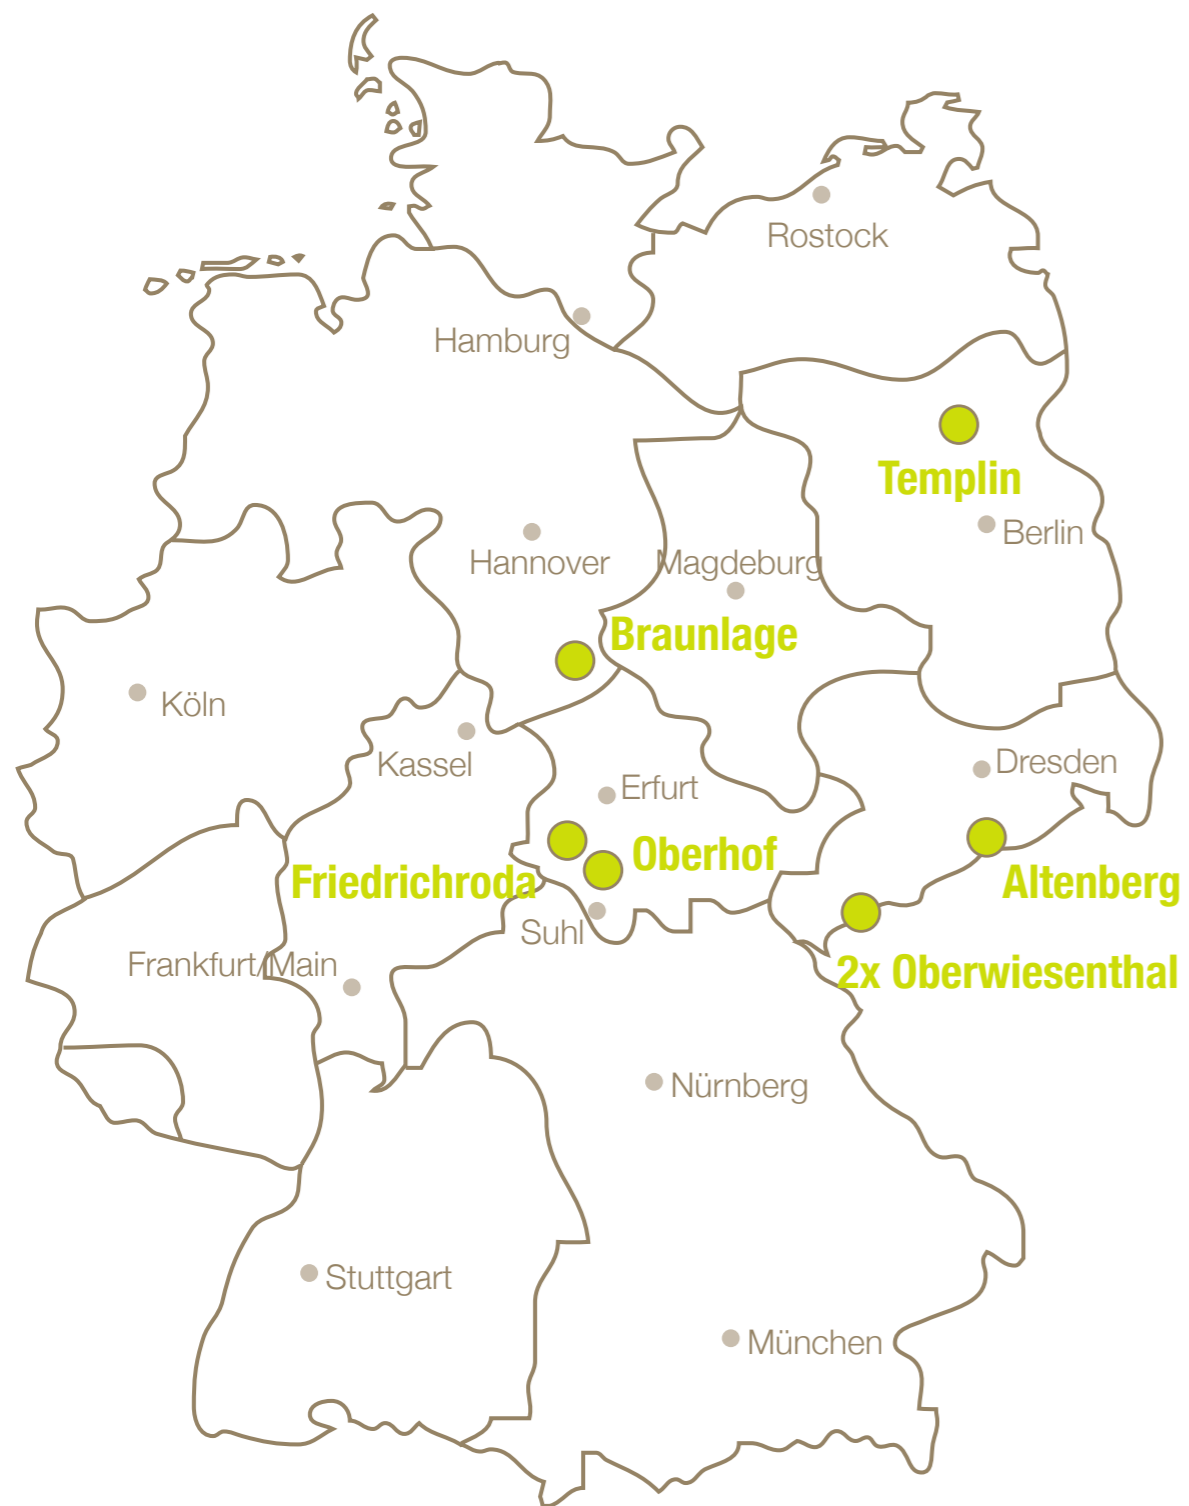 Rostock
Hamburg
Templin
Berlin
Hannover
Magdeburg
Braunlage
Köln
Kassel
Dresden
Erfurt
Oberhof
Friedrichroda
Altenberg
Suhl
Frankfurt/Main
2x Oberwiesenthal
Nürnberg
Stuttgart
München